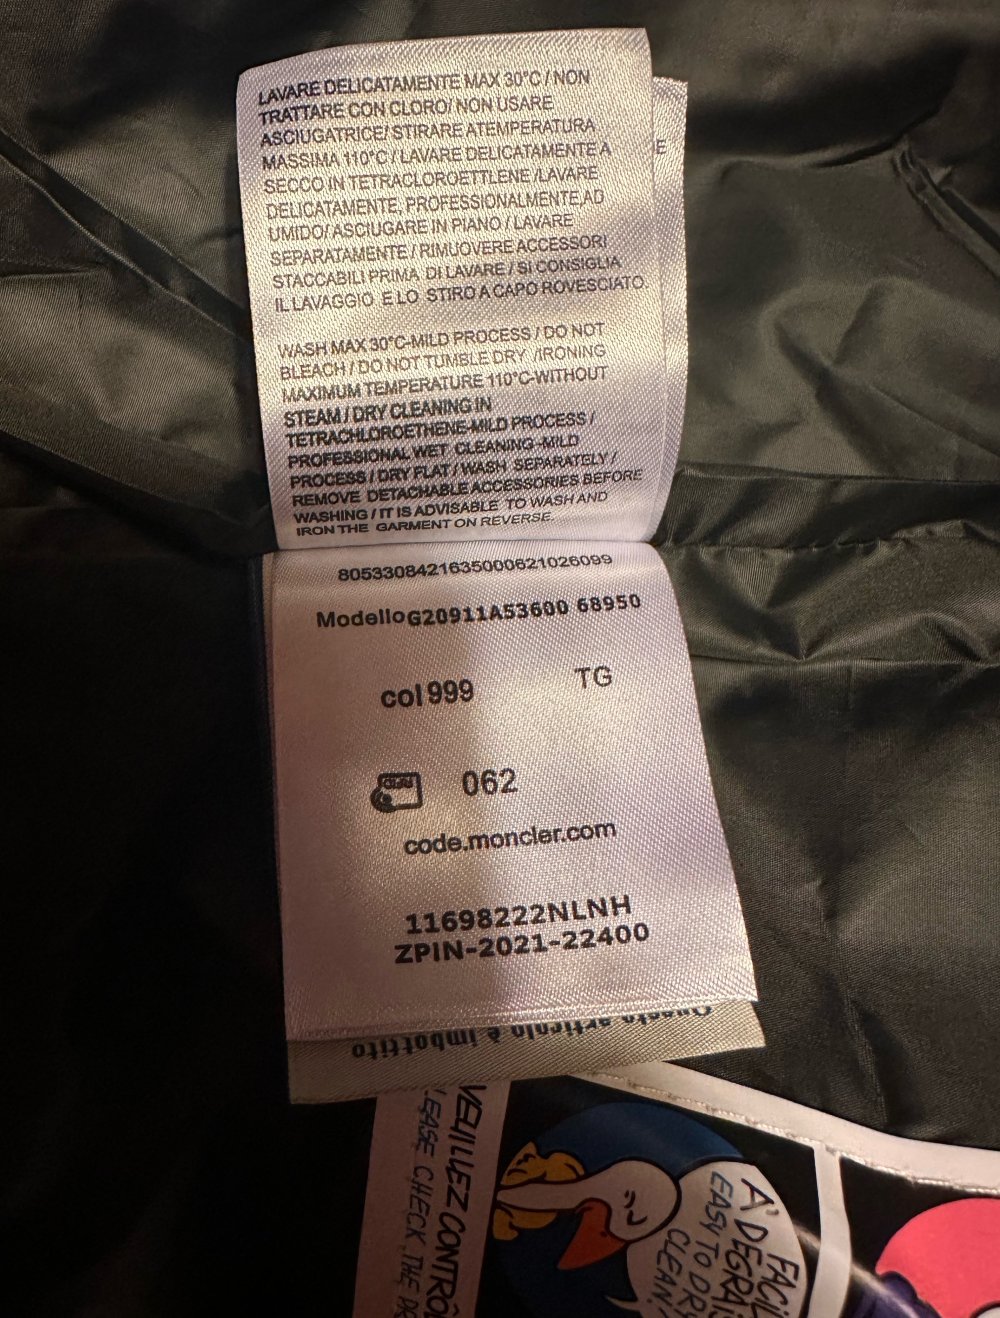 LAVARE DELICATAMENTE MAX 30°C / NON
TRATTARE CON CLORO/ NON USARE
ASCIUGATRICE/ STIRARE ATEMPERATURA
MASSIMA 110°C / LAVARE DELICATAMENTE A
SECCO IN TETRACLOROETTLENE /LAVARE
DELICATAMENTE, PROFESSIONALMENTE,AD
UMIDO/ ASCIUGARE IN PIANO / LAVARE
SEPARATAMENTE / RIMUOVERE ACCESSORI
STACCABILI PRIMA DI LAVARE / SI CONSIGLIA
IL LAVAGGIO E LO STIRO A CAPO ROVESCIATO.
E
WASH MAX 30°C-MILD PROCESS / DO NOT
BLEACH / DO NOT TUMBLE DRY /IRONING
MAXIMUM TEMPERATURE 110°C-WITHOUT
STEAM / DRY CLEANING IN
TETRACHLOROETHENE-MILD PROCESS /
PROFESSIONAL WET CLEANING -MILD
PROCESS / DRY FLAT / WASH SEPARATELY /
REMOVE DETACHABLE ACCESSORIES BEFORE
WASHING / IT IS ADVISABLE TO WASH AND
IRON THE GARMENT ON REVERSE.
8053308421635000621026099
ModelloG20911A53600 68950
col 999 TG
062
code.moncler.com
11698222NLNH
ZPIN-2021-22400
Questo articolo è imbottito
CONTRÔ
EASE CHECK THE
A'
FACIL
DEGRAI
EASY TO DR
CLEAN